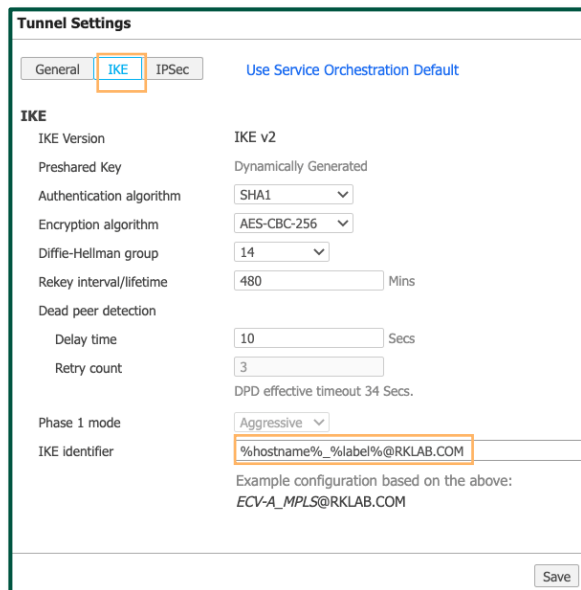 Tunnel Settings
General IKE IPSec Use Service Orchestration Default
IKE
IKE Version IKE v2
Preshared Key Dynamically Generated
Authentication algorithm SHA1
Encryption algorithm AES-CBC-256
Diffie-Hellman group 14
Rekey interval/lifetime 480 Mins
Dead peer detection
Delay time 10 Secs
Retry count 3
DPD effective timeout 34 Secs.
Phase 1 mode Aggressive
IKE identifier %hostname%_%label%@RKLAB.COM
Example configuration based on the above:
ECV-A_MPLS@RKLAB.COM
Save